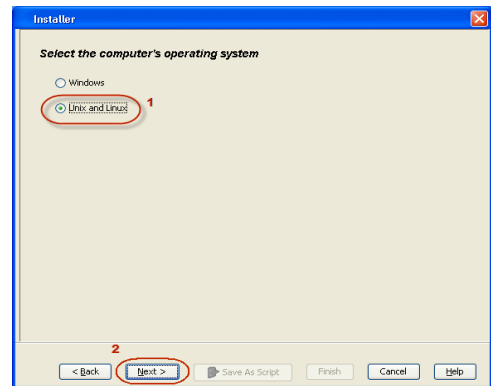 Installer
Select the computer's operating system
Windows
Unix and Linux
1
2
< Back
Next >
Save As Script
Finish
Cancel
Help